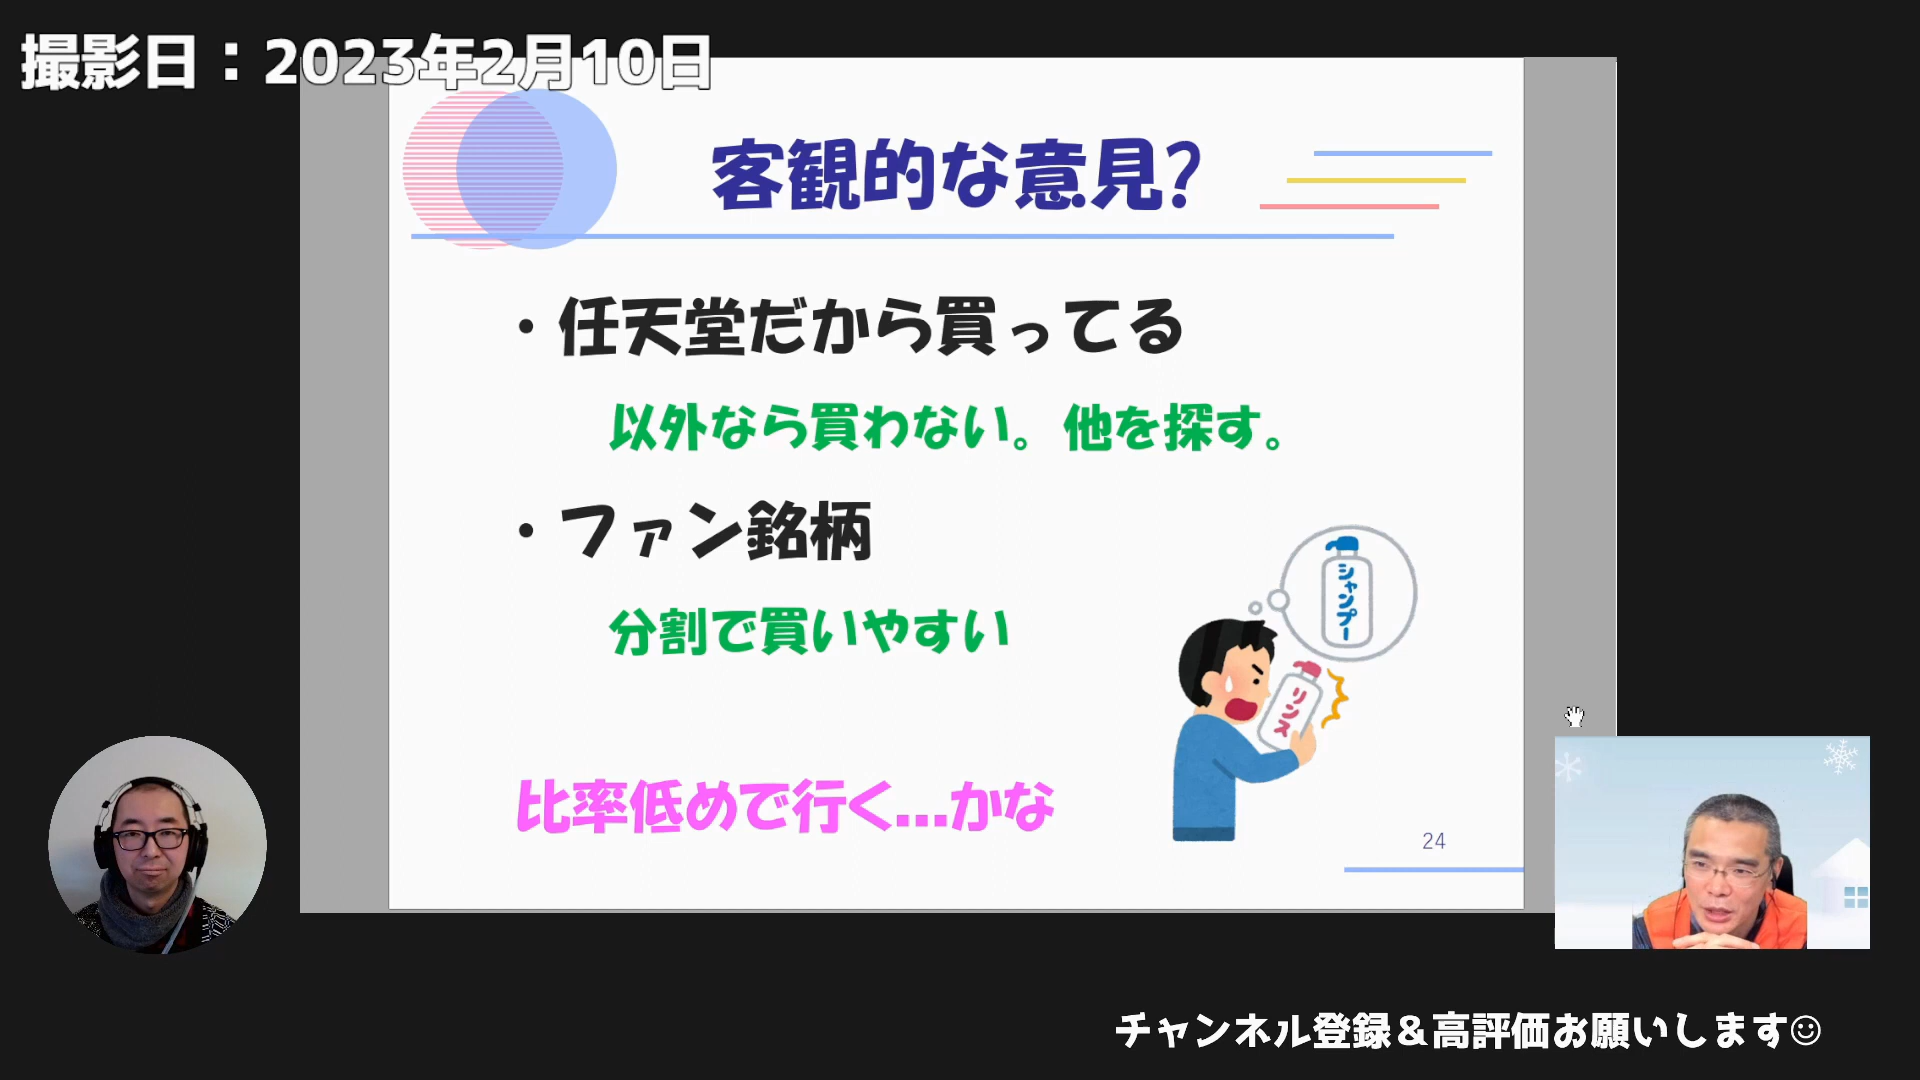 撮影日：2023年2月10日
客観的な意見?
・任天堂だから買ってる
以外なら買わない。他を探す。
・ファン銘柄
分割で買いやすい
シャンプー
リンス
比率低めで行く...かな
24
チャンネル登録＆高評価お願いします☺